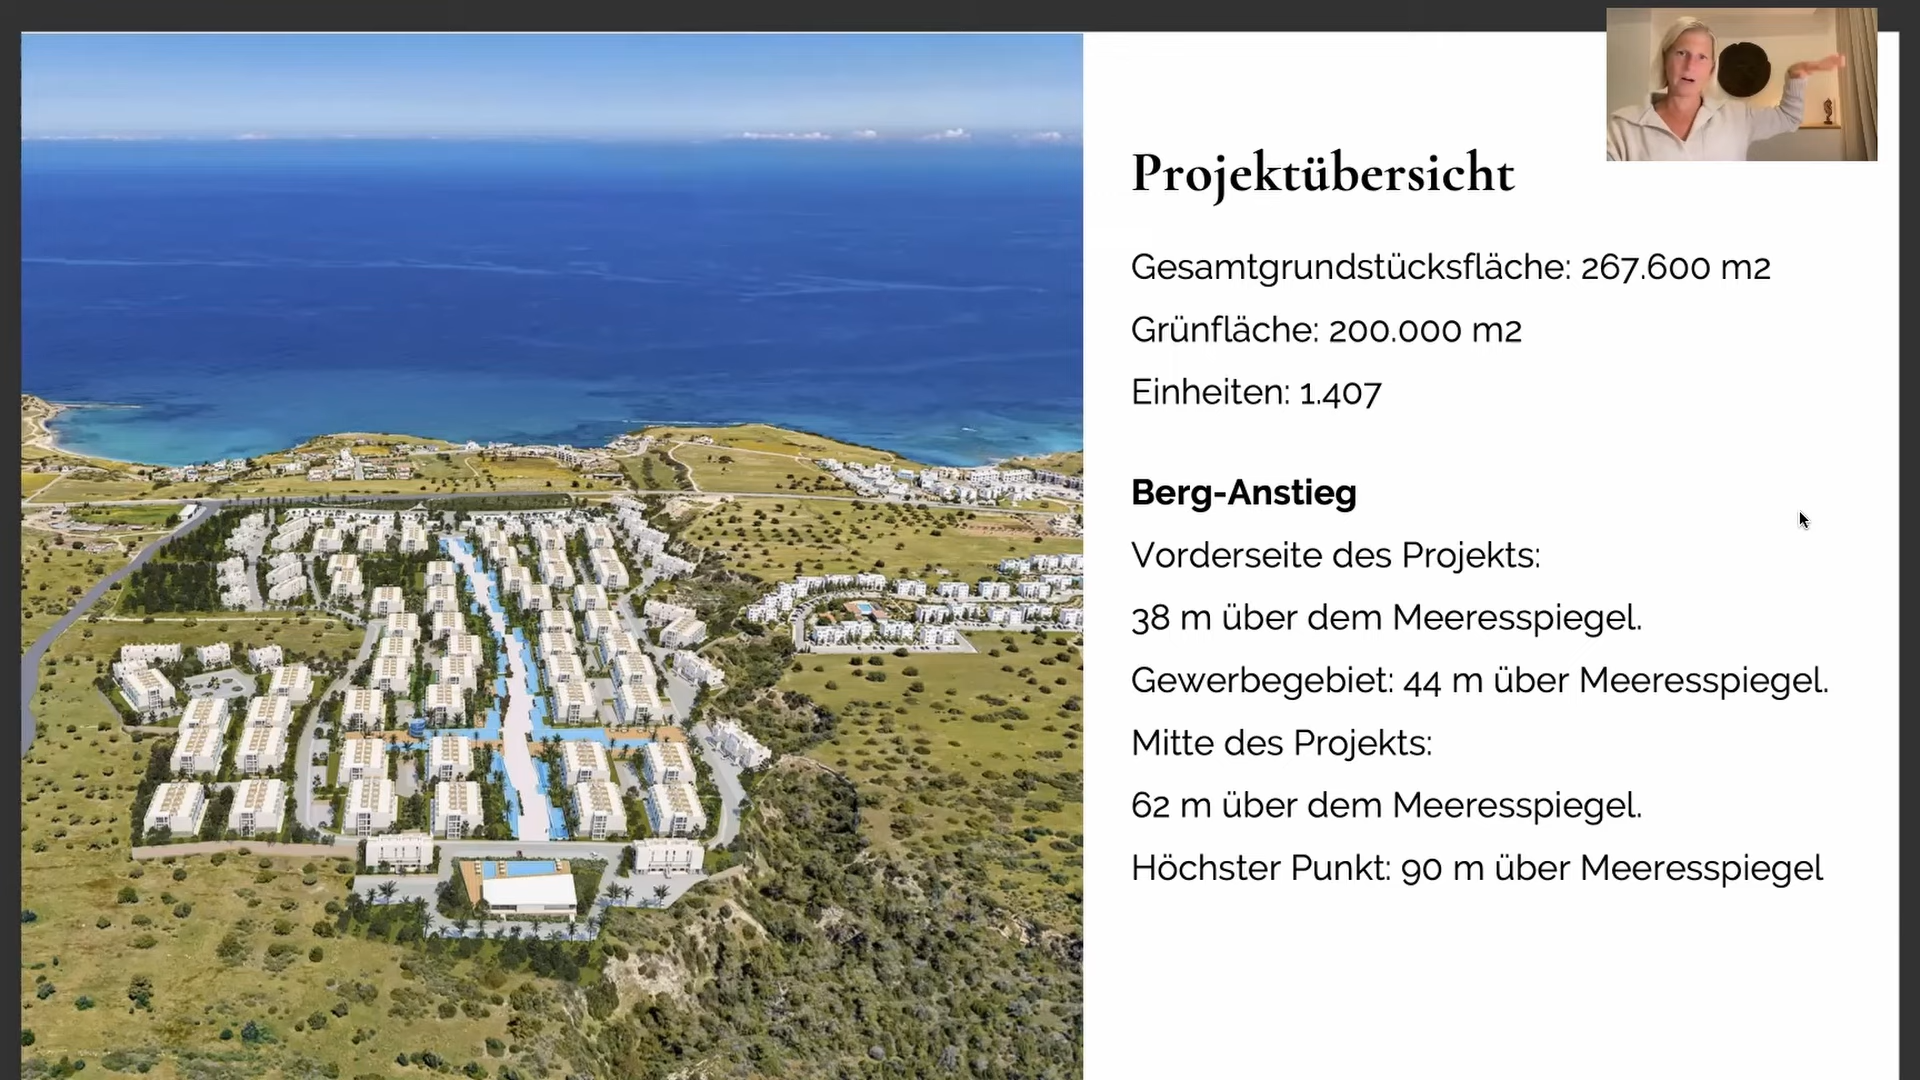 Projektübersicht
Gesamtgrundstücksfläche: 267.600 m2
Grünfläche: 200.000 m2
Einheiten: 1.407
Berg-Anstieg
Vorderseite des Projekts:
38 m über dem Meeresspiegel.
Gewerbegebiet: 44 m über Meeresspiegel.
Mitte des Projekts:
62 m über dem Meeresspiegel.
Höchster Punkt: 90 m über Meeresspiegel